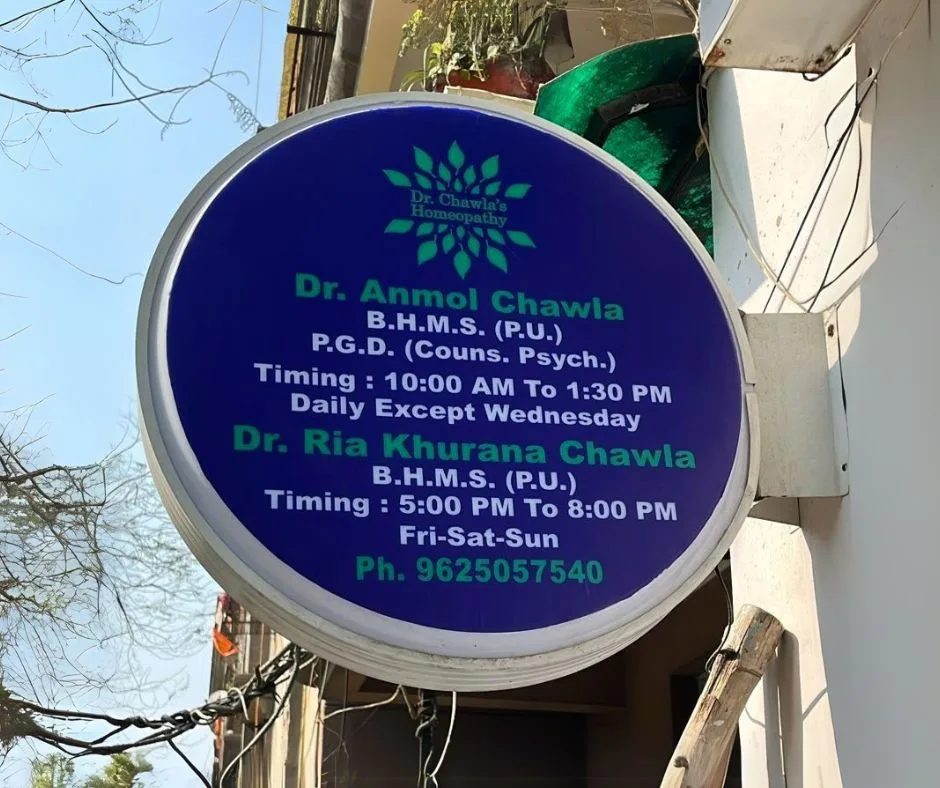 Dr. Chawla's
Homeopathy
Dr. Anmol Chawla
B.H.M.S. (P.U.)
P.G.D. (Couns. Psych.)
Timing : 10:00 AM To 1:30 PM
Daily Except Wednesday
Dr. Ria Khurana Chawla
B.H.M.S. (P.U.)
Timing : 5:00 PM To 8:00 PM
Fri-Sat-Sun
Ph. 9625057540